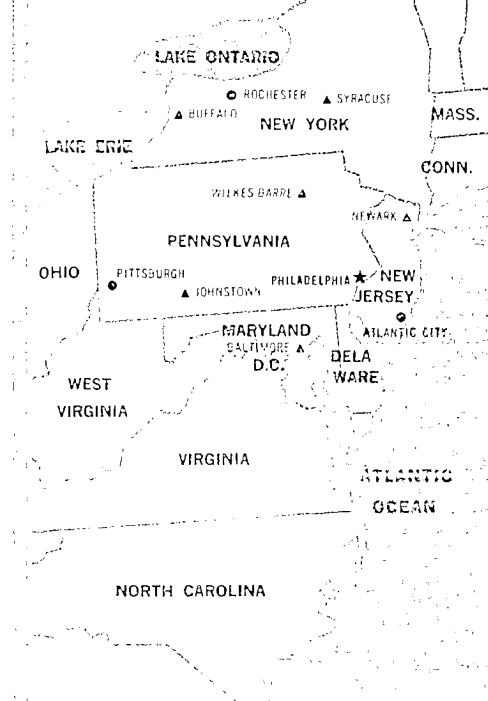 LAKE ONTARIO
ROCHESTER
SYRACUSE
BUFFALO
NEW YORK
MASS.
LAKE ERIE
CONN.
WILKES BARRE
NEWARK
PENNSYLVANIA
OHIO
PITTSBURGH
JOHNSTOWN
PHILADELPHIA
NEW
JERSEY
ATLANTIC CITY
MARYLAND
BALTIMORE
D.C.
DELA
WARE
WEST
VIRGINIA
VIRGINIA
ATLANTIC
OCEAN
NORTH CAROLINA